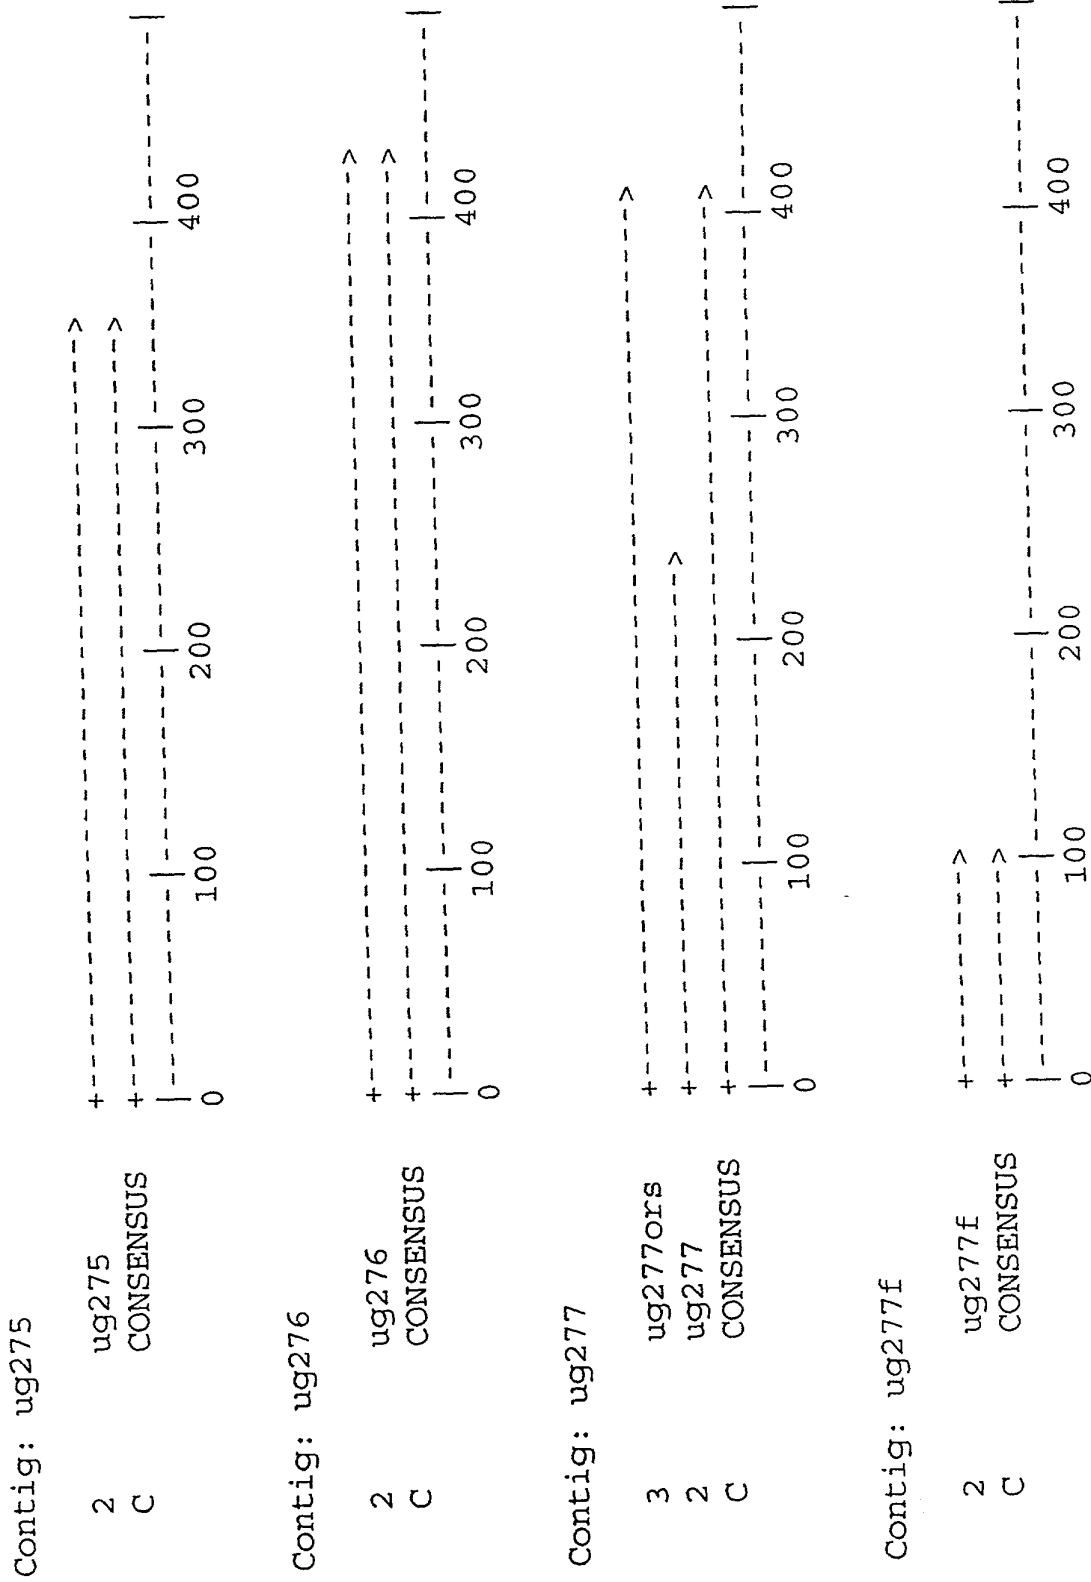 Contig: ug275
2 ug275 +---------------------------------------->
C CONSENSUS +---------------------------------------->
|----------|----------|----------|----------|----------|
0 100 200 300 400
Contig: ug276
2 ug276 +------------------------------------------------>
C CONSENSUS +------------------------------------------------>
|----------|----------|----------|----------|----------|
0 100 200 300 400
Contig: ug277
3 ug277ors +---------------------------------------------->
2 ug277 +--------------------------->
C CONSENSUS +---------------------------------------------->
|----------|----------|----------|----------|----------|
0 100 200 300 400
Contig: ug277f
2 ug277f +---------->
C CONSENSUS +---------->
|----------|----------|----------|----------|----------|
0 100 200 300 400